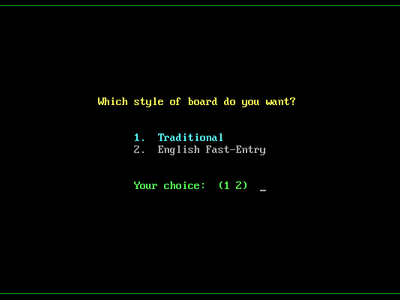 Which style of board do you want?
1.  Traditional
2.  English Fast-Entry
Your choice:  (1 2)  _